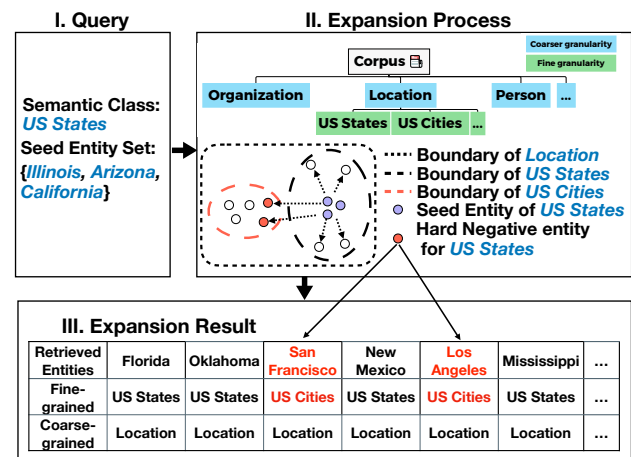 I. Query
Semantic Class:
US States
Seed Entity Set:
{Illinois, Arizona,
California}
II. Expansion Process
Coarser granularity
Fine granularity
Corpus
Organization Location Person ...
US States US Cities ...
Boundary of Location
Boundary of US States
Boundary of US Cities
Seed Entity of US States
Hard Negative entity
for US States
III. Expansion Result
Retrieved Entities Florida Oklahoma San Francisco New Mexico Los Angeles Mississippi ...
Fine-grained US States US States US Cities US States US Cities US States ...
Coarse-grained Location Location Location Location Location Location ...